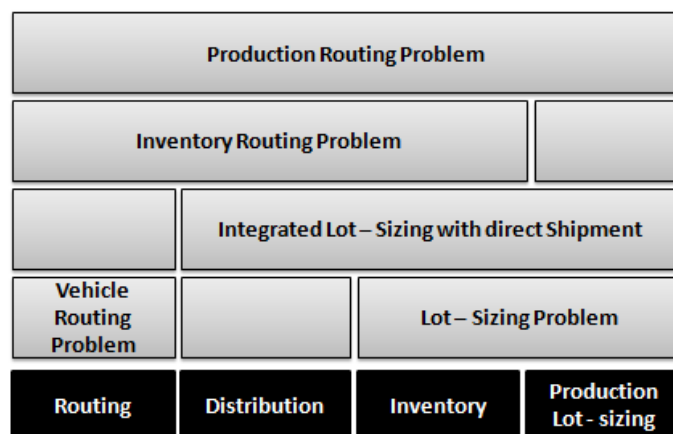 Production Routing Problem
Inventory Routing Problem
Integrated Lot – Sizing with direct Shipment
Vehicle
Routing
Problem
Lot – Sizing Problem
Routing
Distribution
Inventory
Production
Lot - sizing